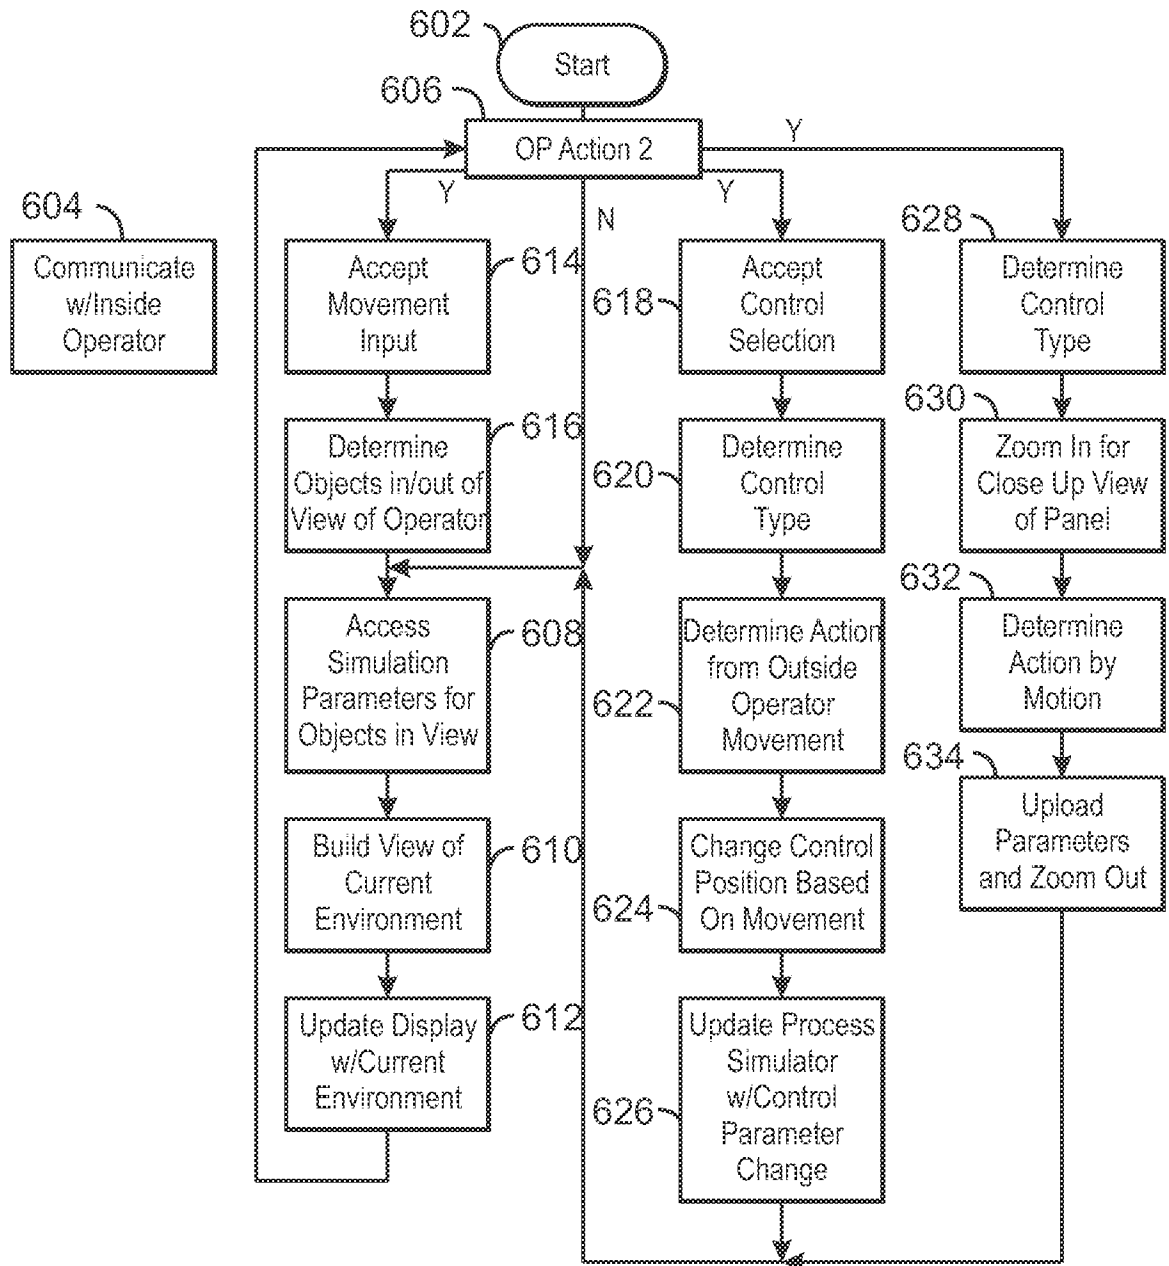 602
Start
606
OP Action 2
Y
Y
Y
N
604
Communicate
w/Inside
Operator
Accept
Movement
Input
614
Determine
Objects in/out of
View of Operator
616
Access
Simulation
Parameters for
Objects in View
608
Build View of
Current
Environment
610
Update Display
w/Current
Environment
612
618
Accept
Control
Selection
620
Determine
Control
Type
622
Determine Action
from Outside
Operator
Movement
624
Change Control
Position Based
On Movement
626
Update Process
Simulator
w/Control
Parameter
Change
628
Determine
Control
Type
630
Zoom In for
Close Up View
of Panel
632
Determine
Action by
Motion
634
Upload
Parameters
and Zoom Out